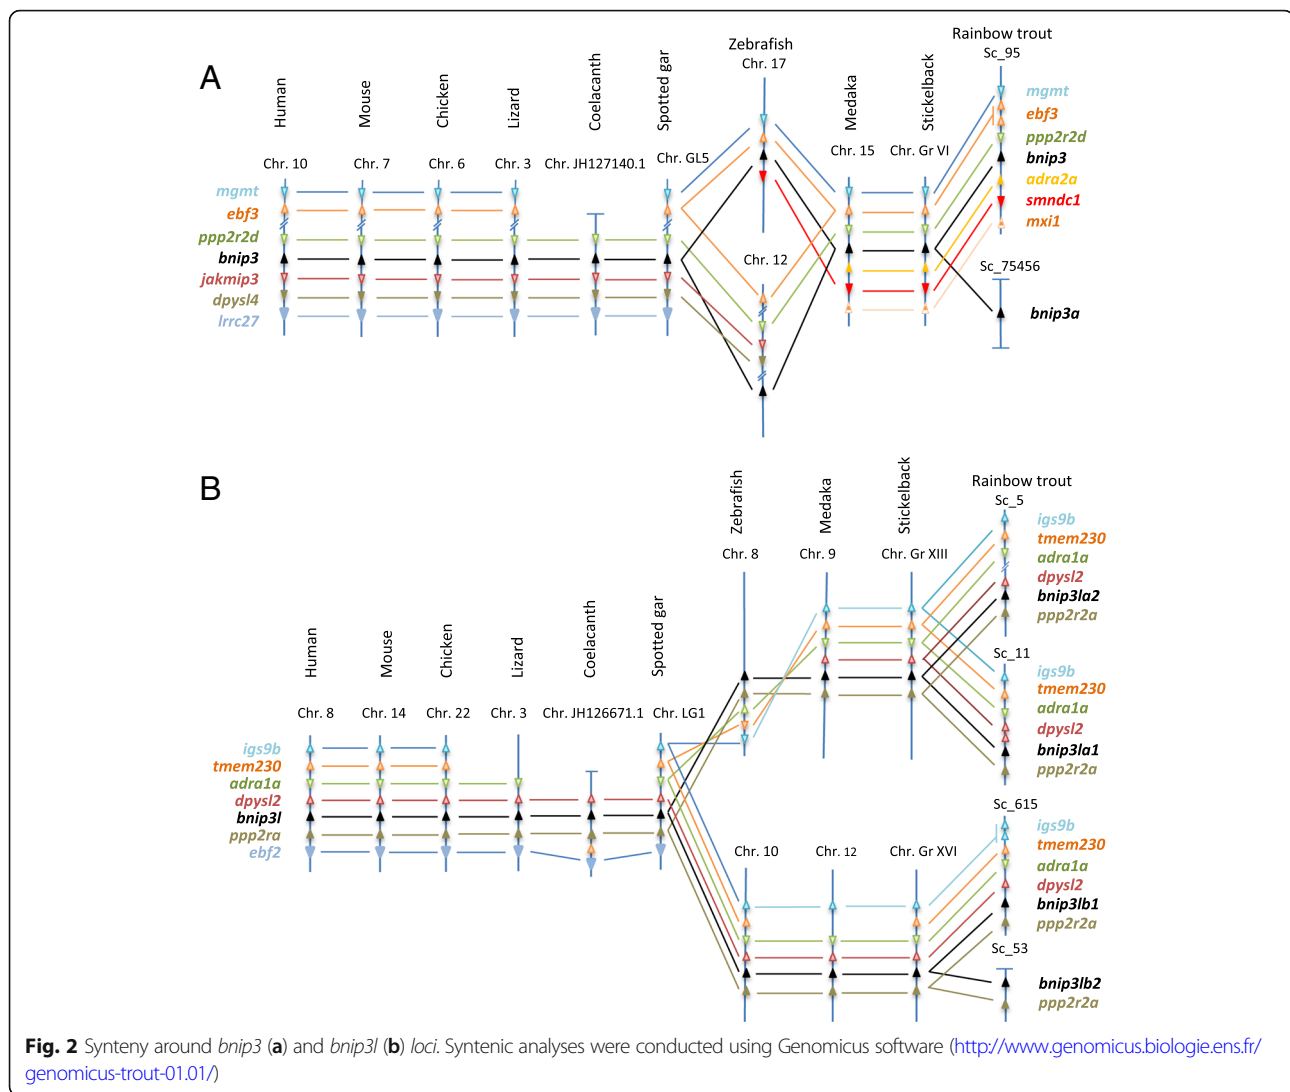 A
Human
Mouse
Chicken
Lizard
Coelacanth
Spotted gar
Zebrafish
Medaka
Stickelback
Rainbow trout
Chr. 10
Chr. 7
Chr. 6
Chr. 3
Chr. JH127140.1
Chr. GL5
Chr. 17
Chr. 12
Chr. 15
Chr. Gr VI
Sc_95
mgmt
ebf3
ppp2r2d
bnip3
jakmip3
dpysl4
lrrc27
mgmt
ebf3
ppp2r2d
bnip3
adra2a
smndc1
mxi1
Sc_75456
bnip3a
B
Human
Mouse
Chicken
Lizard
Coelacanth
Spotted gar
Zebrafish
Medaka
Stickelback
Rainbow trout
Chr. 8
Chr. 14
Chr. 22
Chr. 3
Chr. JH126671.1
Chr. LG1
Chr. 8
Chr. 9
Chr. Gr XIII
Chr. 10
Chr. 12
Chr. Gr XVI
igs9b
tmem230
adra1a
dpysl2
bnip3l
ppp2ra
ebf2
Sc_5
igs9b
tmem230
adra1a
dpysl2
bnip3la2
ppp2r2a
Sc_11
igs9b
tmem230
adra1a
dpysl2
bnip3la1
ppp2r2a
Sc_615
igs9b
tmem230
adra1a
dpysl2
bnip3lb1
ppp2r2a
Sc_53
bnip3lb2
ppp2r2a
Fig. 2 Synteny around bnip3 (a) and bnip3l (b) loci. Syntenic analyses were conducted using Genomicus software (http://www.genomicus.biologie.ens.fr/
genomicus-trout-01.01/)